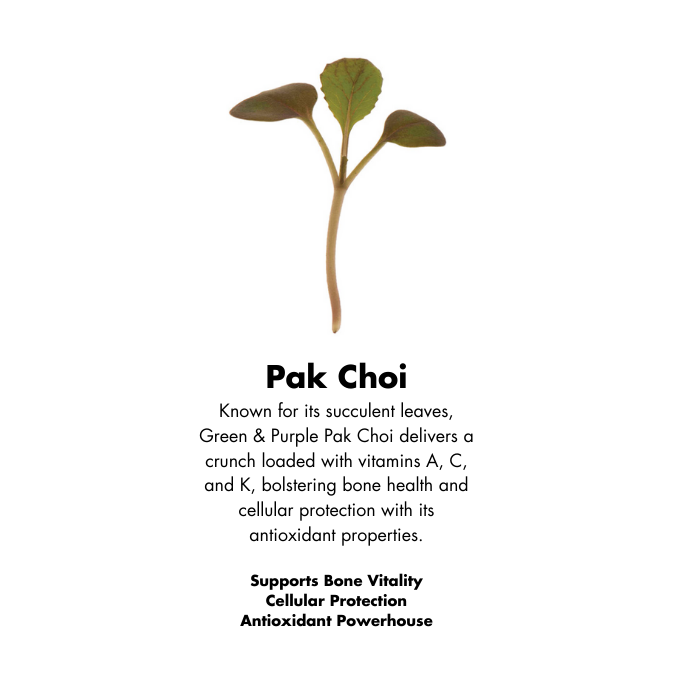 Pak Choi
Known for its succulent leaves,
Green & Purple Pak Choi delivers a
crunch loaded with vitamins A, C,
and K, bolstering bone health and
cellular protection with its
antioxidant properties.
Supports Bone Vitality
Cellular Protection
Antioxidant Powerhouse